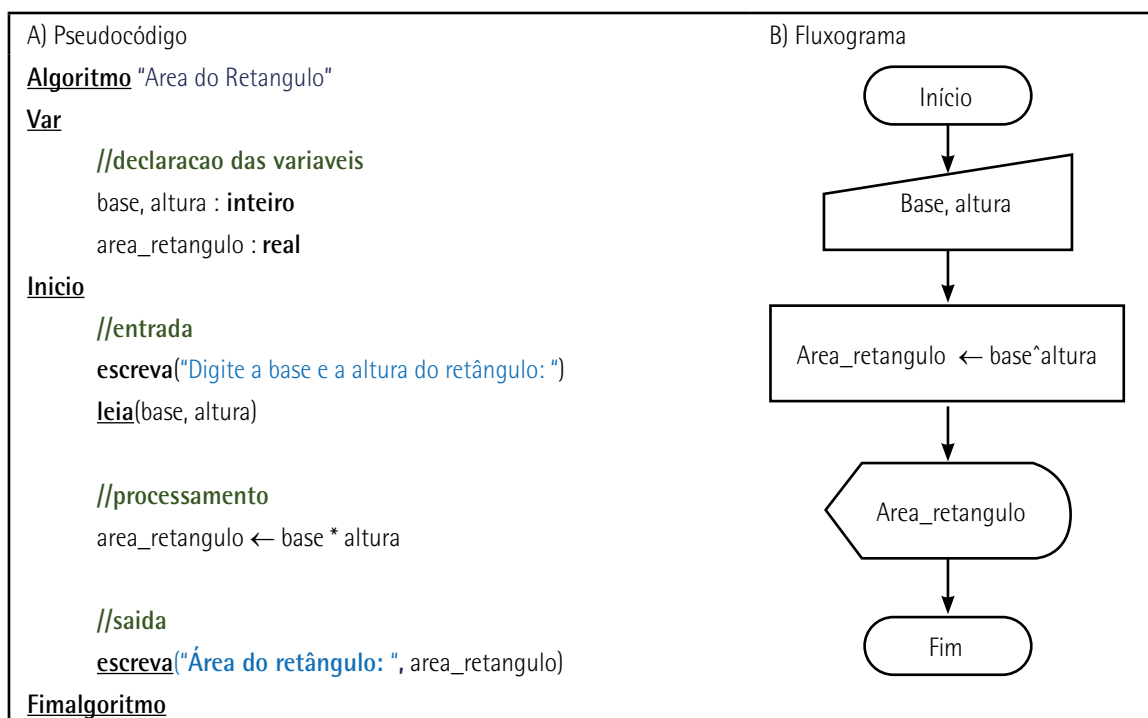 A) Pseudocódigo
Algoritmo “Area do Retangulo”
Var
//declaracao das variaveis
base, altura : inteiro
area_retangulo : real
Inicio
//entrada
escreva(“Digite a base e a altura do retângulo: “)
leia(base, altura)
//processamento
area_retangulo ← base * altura
//saida
escreva(“Área do retângulo: “, area_retangulo)
Fimalgoritmo
B) Fluxograma
Início
Base, altura
Area_retangulo ← base^altura
Area_retangulo
Fim